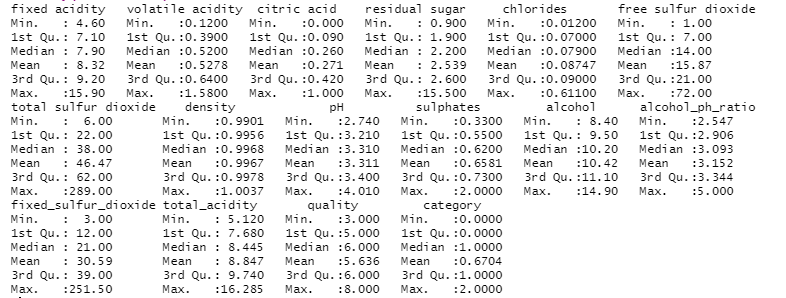 fixed acidity volatile acidity citric acid residual sugar chlorides free sulfur dioxide
Min. : 4.60 Min. :0.1200 Min. :0.000 Min. : 0.900 Min. :0.01200 Min. : 1.00
1st Qu.: 7.10 1st Qu.:0.3900 1st Qu.:0.090 1st Qu.: 1.900 1st Qu.:0.07000 1st Qu.: 7.00
Median : 7.90 Median :0.5200 Median :0.260 Median : 2.200 Median :0.07900 Median :14.00
Mean : 8.32 Mean :0.5278 Mean :0.271 Mean : 2.539 Mean :0.08747 Mean :15.87
3rd Qu.: 9.20 3rd Qu.:0.6400 3rd Qu.:0.420 3rd Qu.: 2.600 3rd Qu.:0.09000 3rd Qu.:21.00
Max. :15.90 Max. :1.5800 Max. :1.000 Max. :15.500 Max. :0.61100 Max. :72.00
total sulfur dioxide density pH sulphates alcohol alcohol_ph_ratio
Min. : 6.00 Min. :0.9901 Min. :2.740 Min. :0.3300 Min. : 8.40 Min. :2.547
1st Qu.: 22.00 1st Qu.:0.9956 1st Qu.:3.210 1st Qu.:0.5500 1st Qu.: 9.50 1st Qu.:2.906
Median : 38.00 Median :0.9968 Median :3.310 Median :0.6200 Median :10.20 Median :3.093
Mean : 46.47 Mean :0.9967 Mean :3.311 Mean :0.6581 Mean :10.42 Mean :3.152
3rd Qu.: 62.00 3rd Qu.:0.9978 3rd Qu.:3.400 3rd Qu.:0.7300 3rd Qu.:11.10 3rd Qu.:3.344
Max. :289.00 Max. :1.0037 Max. :4.010 Max. :2.0000 Max. :14.90 Max. :5.000
fixed_sulfur_dioxide total_acidity quality category
Min. : 3.00 Min. : 5.120 Min. :3.000 Min. :0.0000
1st Qu.: 12.00 1st Qu.: 7.680 1st Qu.:5.000 1st Qu.:0.0000
Median : 21.00 Median : 8.445 Median :6.000 Median :1.0000
Mean : 30.59 Mean : 8.847 Mean :5.636 Mean :0.6704
3rd Qu.: 39.00 3rd Qu.: 9.740 3rd Qu.:6.000 3rd Qu.:1.0000
Max. :251.50 Max. :16.285 Max. :8.000 Max. :2.0000